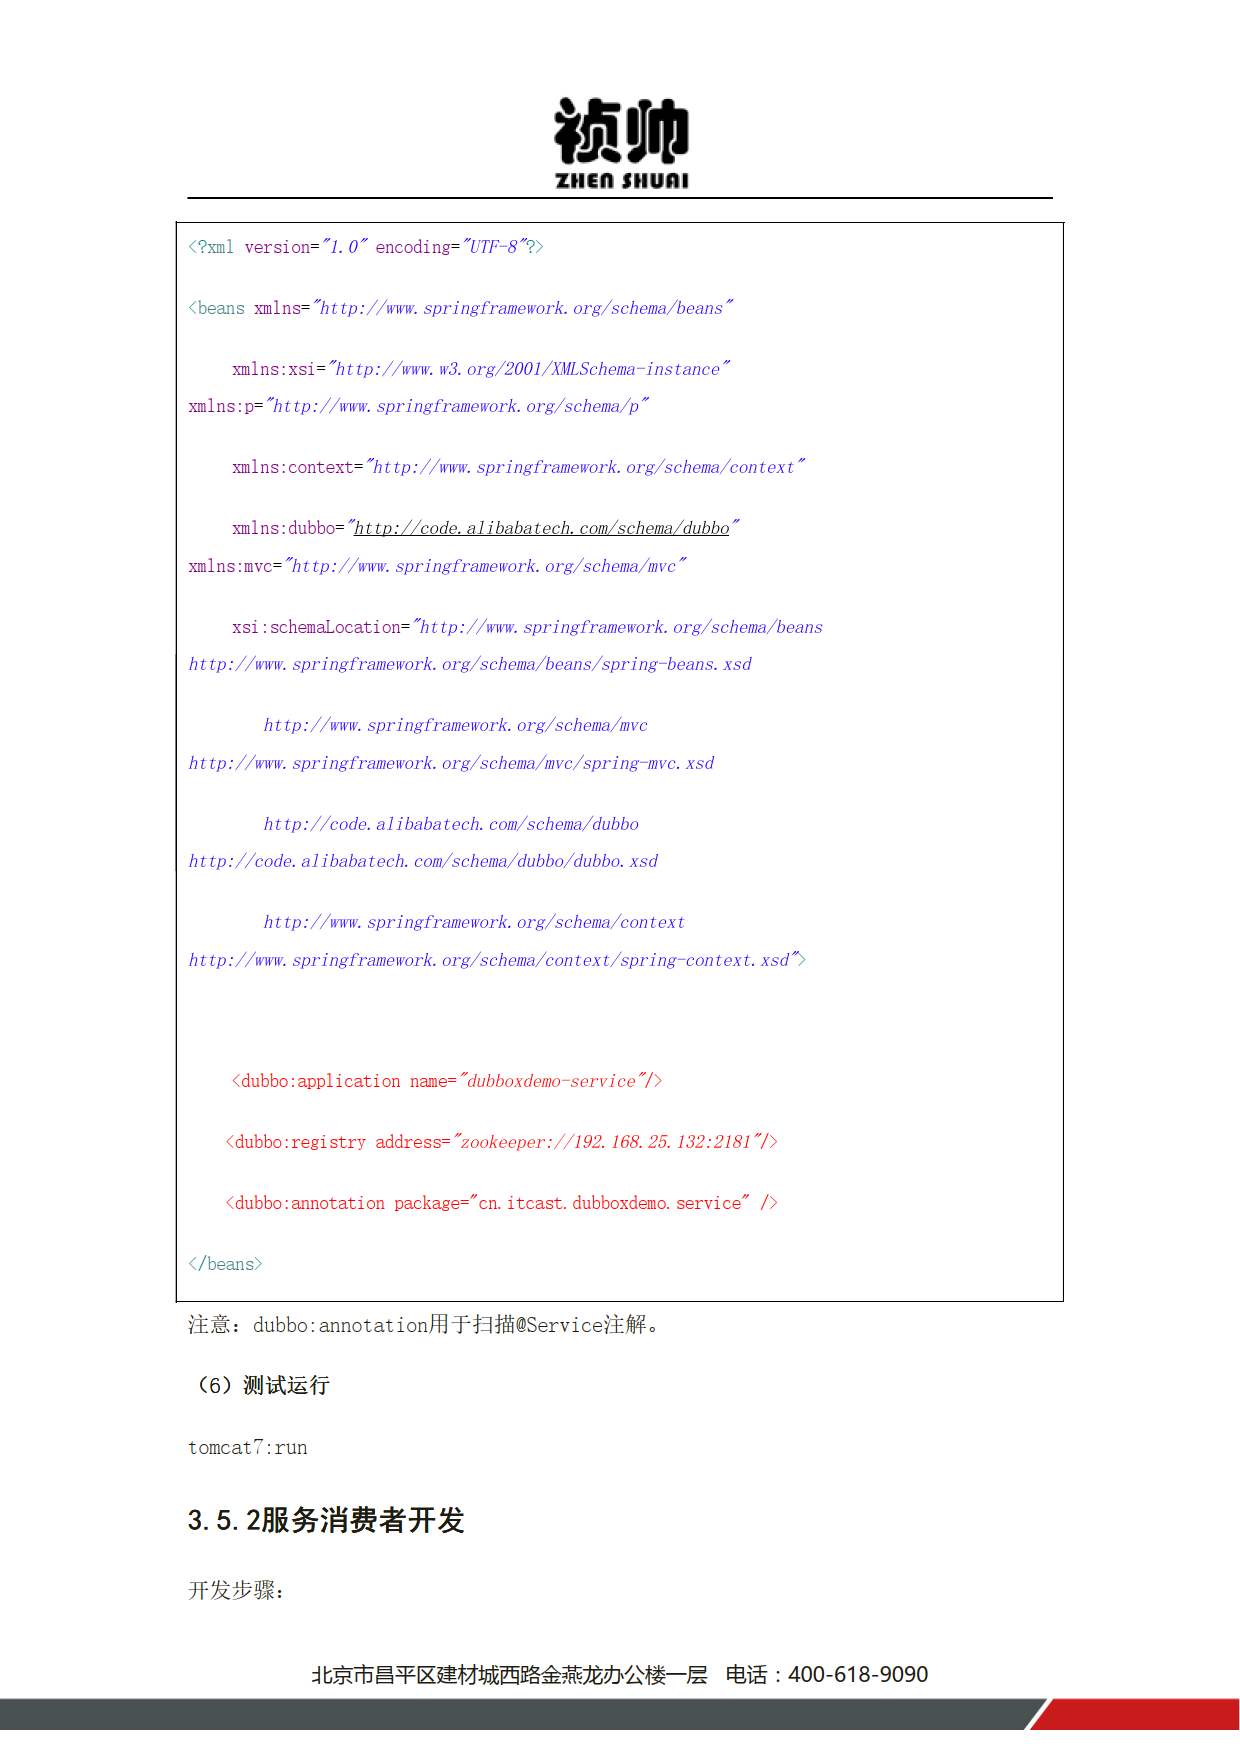 祯帅
ZHEN SHUAI
<?xml version="1.0" encoding="UTF-8"?>
<beans xmlns="http://www.springframework.org/schema/beans"
xmlns:xsi="http://www.w3.org/2001/XMLSchema-instance"
xmlns:p="http://www.springframework.org/schema/p"
xmlns:context="http://www.springframework.org/schema/context"
xmlns:dubbo="http://code.alibabatech.com/schema/dubbo"
xmlns:mvc="http://www.springframework.org/schema/mvc"
xsi:schemaLocation="http://www.springframework.org/schema/beans
http://www.springframework.org/schema/beans/spring-beans.xsd
http://www.springframework.org/schema/mvc
http://www.springframework.org/schema/mvc/spring-mvc.xsd
http://code.alibabatech.com/schema/dubbo
http://code.alibabatech.com/schema/dubbo/dubbo.xsd
http://www.springframework.org/schema/context
http://www.springframework.org/schema/context/spring-context.xsd">
<dubbo:application name="dubboxdemo-service"/>
<dubbo:registry address="zookeeper://192.168.25.132:2181"/>
<dubbo:annotation package="cn.itcast.dubboxdemo.service" />
</beans>
注意：dubbo:annotation用于扫描@Service注解。
（6）测试运行
tomcat7:run
3.5.2服务消费者开发
开发步骤：
北京市昌平区建材城西路金燕龙办公楼一层 电话：400-618-9090